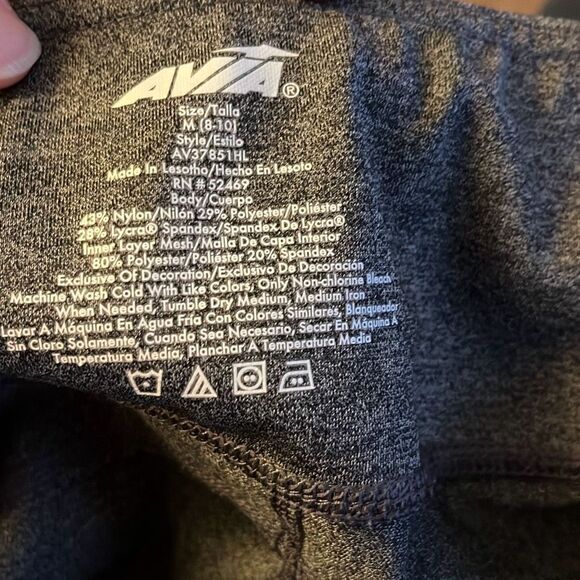 AVIA®
Size/Talla
M (8-10)
Style/Estilo
AV37851HL
Made In Lesotho/Hecho En Lesoto
RN # 52469
Body/Cuerpo
43% Nylon/Nilón 29% Polyester/Poliéster
28% Lycra® Spandex/Spandex De Lycra®
Inner Layer Mesh/Malla De Capa Interior
80% Polyester/Poliéster 20% Spandex
Exclusive Of Decoration/Exclusivo De Decoración
Machine Wash Cold With Like Colors, Only Non-chlorine Bleach
When Needed, Tumble Dry Medium, Medium Iron
Lavar A Máquina En Agua Fría Con Colores Similares, Blanqueador
Sin Cloro Solamente, Cuando Sea Necesario, Secar En Máquina A
Temperatura Media, Planchar A Temperatura Media